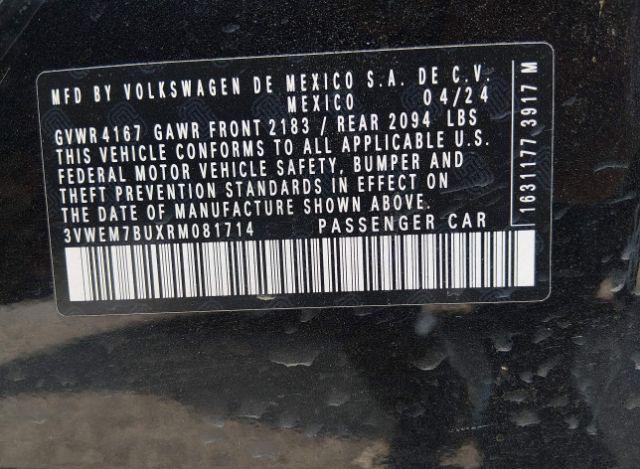 MFD BY VOLKSWAGEN DE MEXICO S.A. DE C.V.
MEXICO 04/24
GVWR 4167 GAWR FRONT 2183 / REAR 2094 LBS
THIS VEHICLE CONFORMS TO ALL APPLICABLE U.S.
FEDERAL MOTOR VEHICLE SAFETY, BUMPER AND
THEFT PREVENTION STANDARDS IN EFFECT ON
THE DATE OF MANUFACTURE SHOWN ABOVE.
3VWEM7BUXRM081714 PASSENGER CAR
1631177 3917 M